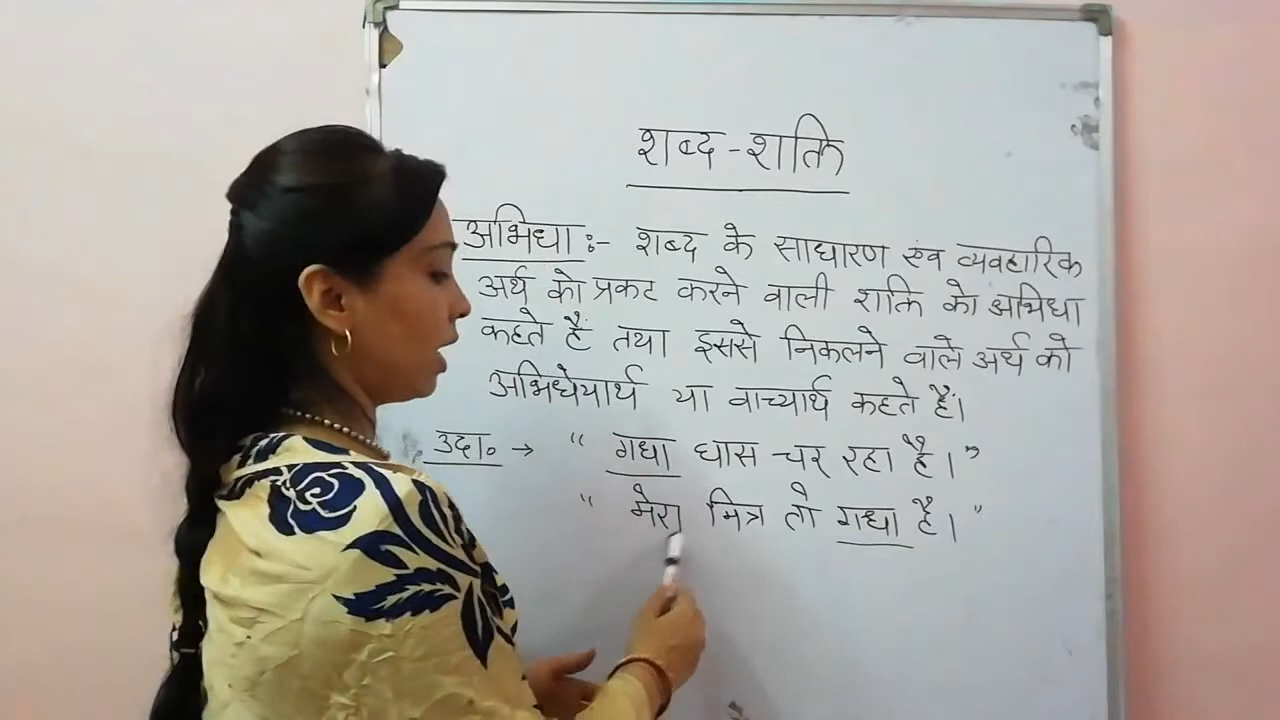 शब्द - शक्ति
अभिधा :- शब्द के साधारण एंव व्यवहारिक
अर्थ को प्रकट करने वाली शक्ति को अभिधा
कहते हैं तथा इससे निकलने वाले अर्थ को
अभिधेयार्थ या वाच्यार्थ कहते हैं।
उदा० → “ गधा घास चर रहा है। ”
“ मेरा मित्र तो गधा है। ”